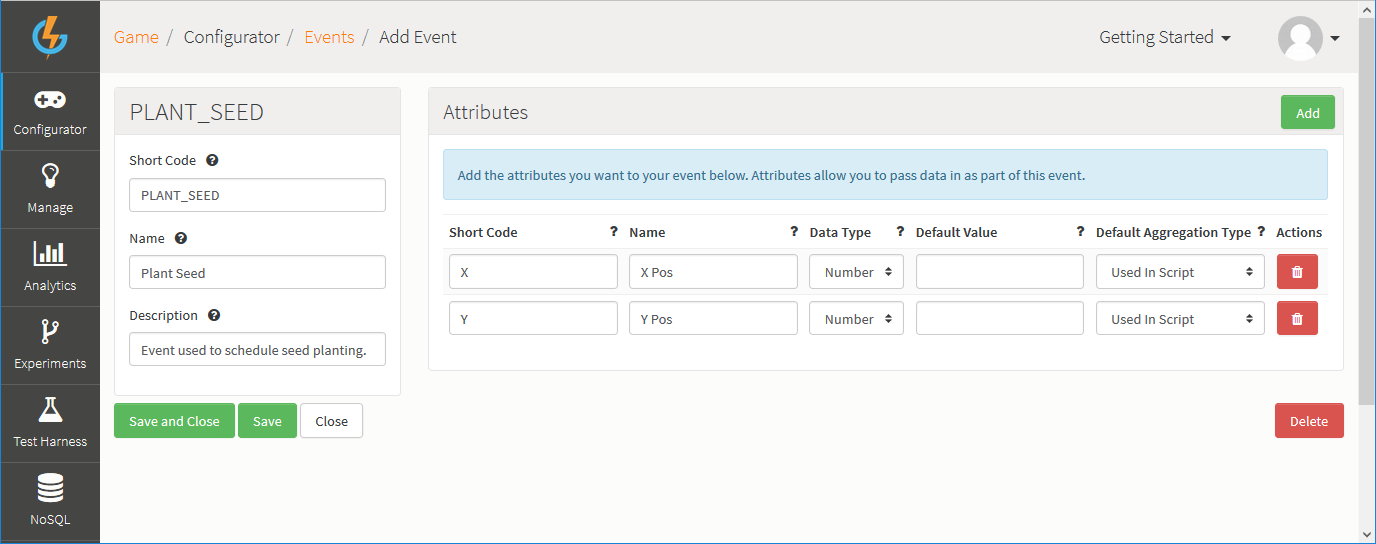 Game / Configurator / Events / Add Event
Getting Started
Configurator
Manage
Analytics
Experiments
Test Harness
NoSQL
PLANT_SEED
Short Code ?
PLANT_SEED
Name ?
Plant Seed
Description ?
Event used to schedule seed planting.
Save and Close Save Close
Attributes
Add
Add the attributes you want to your event below. Attributes allow you to pass data in as part of this event.
Short Code ? Name ? Data Type ? Default Value ? Default Aggregation Type ? Actions
X X Pos Number Used In Script
Y Y Pos Number Used In Script
Delete